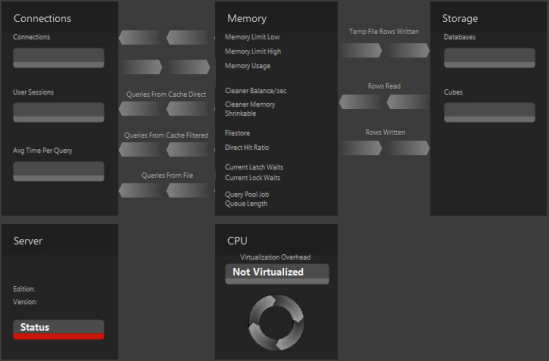 Connections
Connections
User Sessions
Avg Time Per Query
Queries From Cache Direct
Queries From Cache Filtered
Queries From File
Memory
Memory Limit Low
Memory Limit High
Memory Usage
Cleaner Balance/sec
Cleaner Memory
Shrinkable
Filestore
Direct Hit Ratio
Current Latch Waits
Current Lock Waits
Query Pool Job
Queue Length
Temp File Rows Written
Rows Read
Rows Written
Storage
Databases
Cubes
Server
Edition:
Version:
Status
CPU
Virtualization Overhead
Not Virtualized